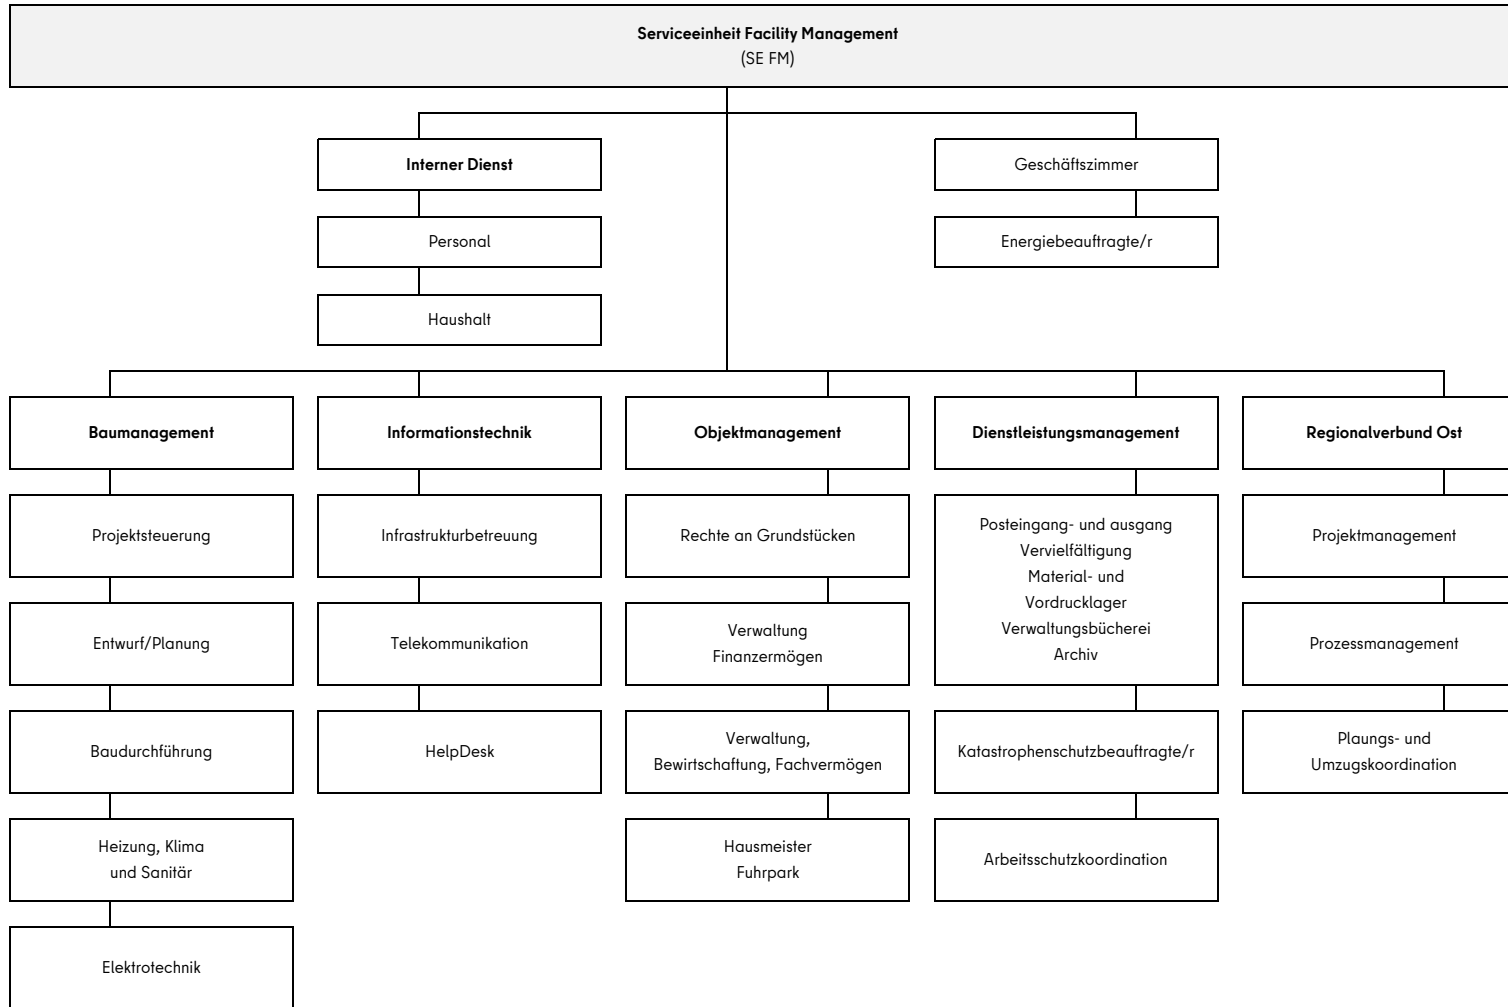 Serviceeinheit Facility Management
(SE FM)
Interner Dienst
Geschäftszimmer
Personal
Energiebeauftragte/r
Haushalt
Baumanagement
Informationstechnik
Objektmanagement
Dienstleistungsmanagement
Regionalverbund Ost
Projektsteuerung
Entwurf/Planung
Baudurchführung
Heizung, Klima
und Sanitär
Elektrotechnik
Infrastrukturbetreuung
Telekommunikation
HelpDesk
Rechte an Grundstücken
Verwaltung
Finanzermögen
Verwaltung,
Bewirtschaftung, Fachvermögen
Hausmeister
Fuhrpark
Posteingang- und ausgang
Vervielfältigung
Material- und
Vordrucklager
Verwaltungsbücherei
Archiv
Katastrophenschutzbeauftragte/r
Arbeitsschutzkoordination
Projektmanagement
Prozessmanagement
Plaungs- und
Umzugskoordination